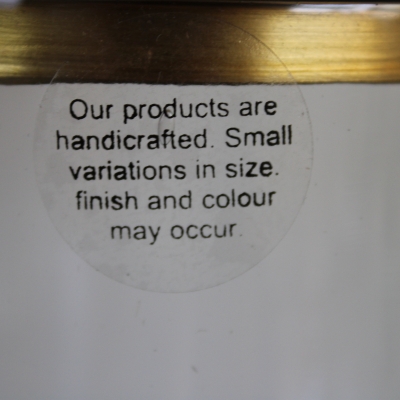 Our products are
handicrafted. Small
variations in size.
finish and colour
may occur.